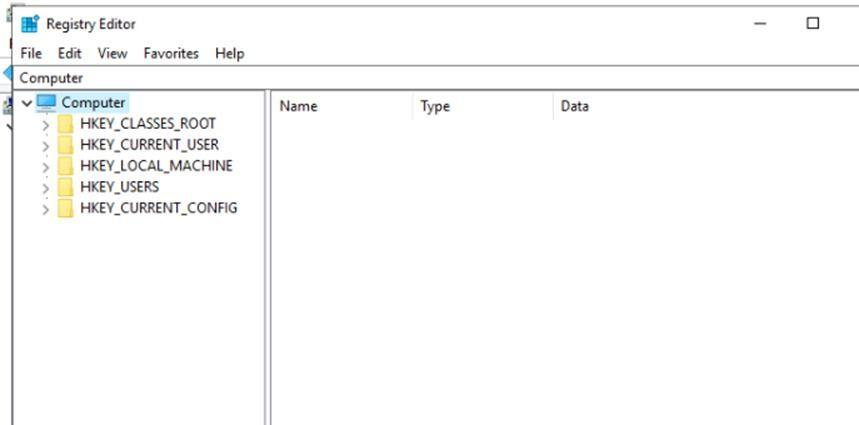 Registry Editor
File Edit View Favorites Help
Computer
Computer
HKEY_CLASSES_ROOT
HKEY_CURRENT_USER
HKEY_LOCAL_MACHINE
HKEY_USERS
HKEY_CURRENT_CONFIG
Name Type Data